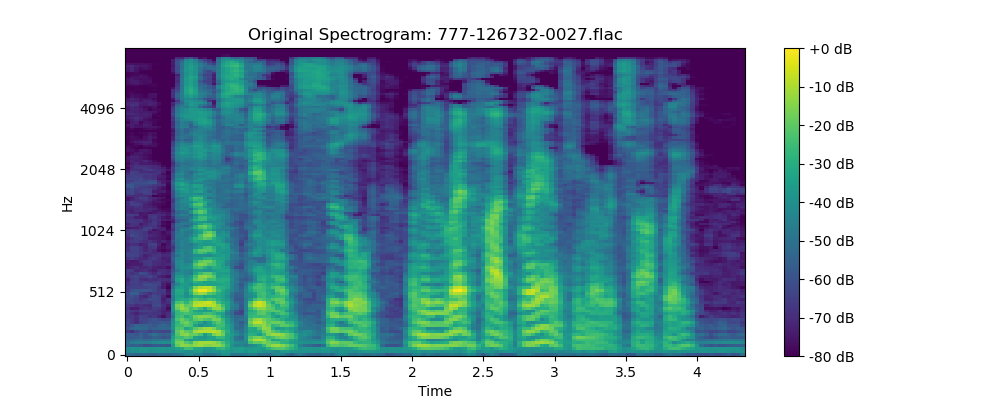 Original Spectrogram: 777-126732-0027.flac
Hz
4096
2048
1024
512
0
0 0.5 1 1.5 2 2.5 3 3.5 4
Time
+0 dB
-10 dB
-20 dB
-30 dB
-40 dB
-50 dB
-60 dB
-70 dB
-80 dB